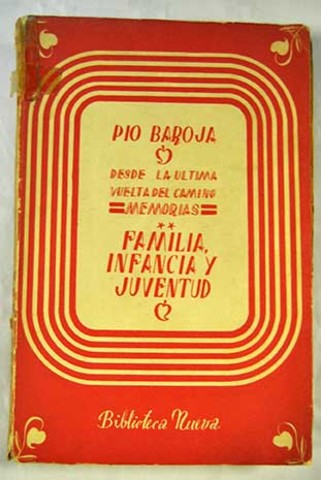 PIO BAROJA
DESDE LA ULTIMA
VUELTA DEL CAMINO
=MEMORIAS=
**
FAMILIA,
INFANCIA Y
JUVENTUD
Biblioteca Nueva